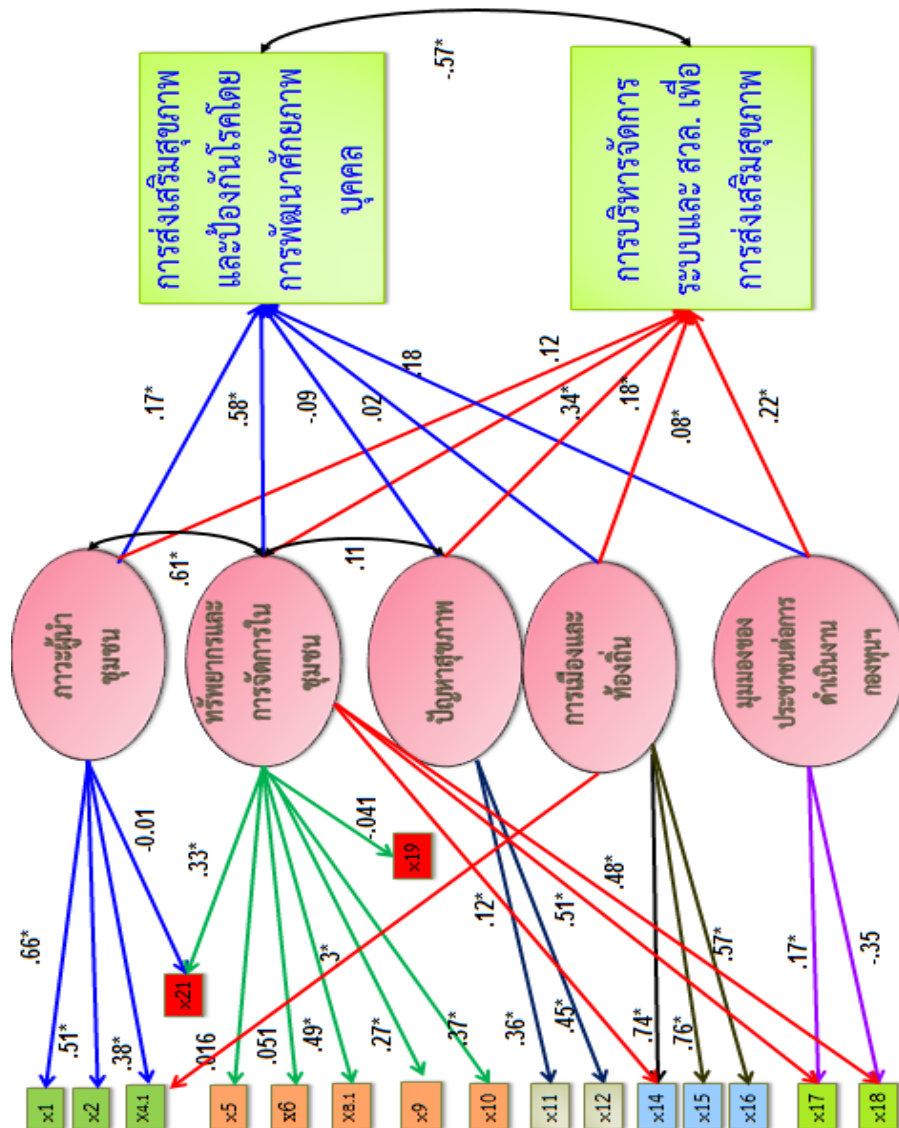 การส่งเสริมสุขภาพ
และป้องกันโรคโดย
การพัฒนาศักยภาพ
บุคคล
-.57*
การบริหารจัดการ
ระบบและ สวล. เพื่อ
การส่งเสริมสุขภาพ
.17*
.58*
-.09
.02
.18
.12
.34*
.18*
.08*
.22*
ภาวะผู้นำ
ชุมชน
.61*
ทรัพยากรและ
การจัดการใน
ชุมชน
.11
ปัญหาสุขภาพ
การเมืองและ
ท้องถิ่น
มุมมองของ
ประชาชนต่อการ
ดำเนินงาน
กองทุนฯ
.66*
.51*
.38*
-0.01
.33*
.016
.051
.49*
.27*
.37*
-.041
.3*
.36*
.45*
.12*
.51*
.48*
.74*
.76*
.57*
.17*
-.35
x21
x19
x1
x2
X4.1
x5
x6
X8.1
x9
x10
x11
x12
x14
x15
x16
x17
x18